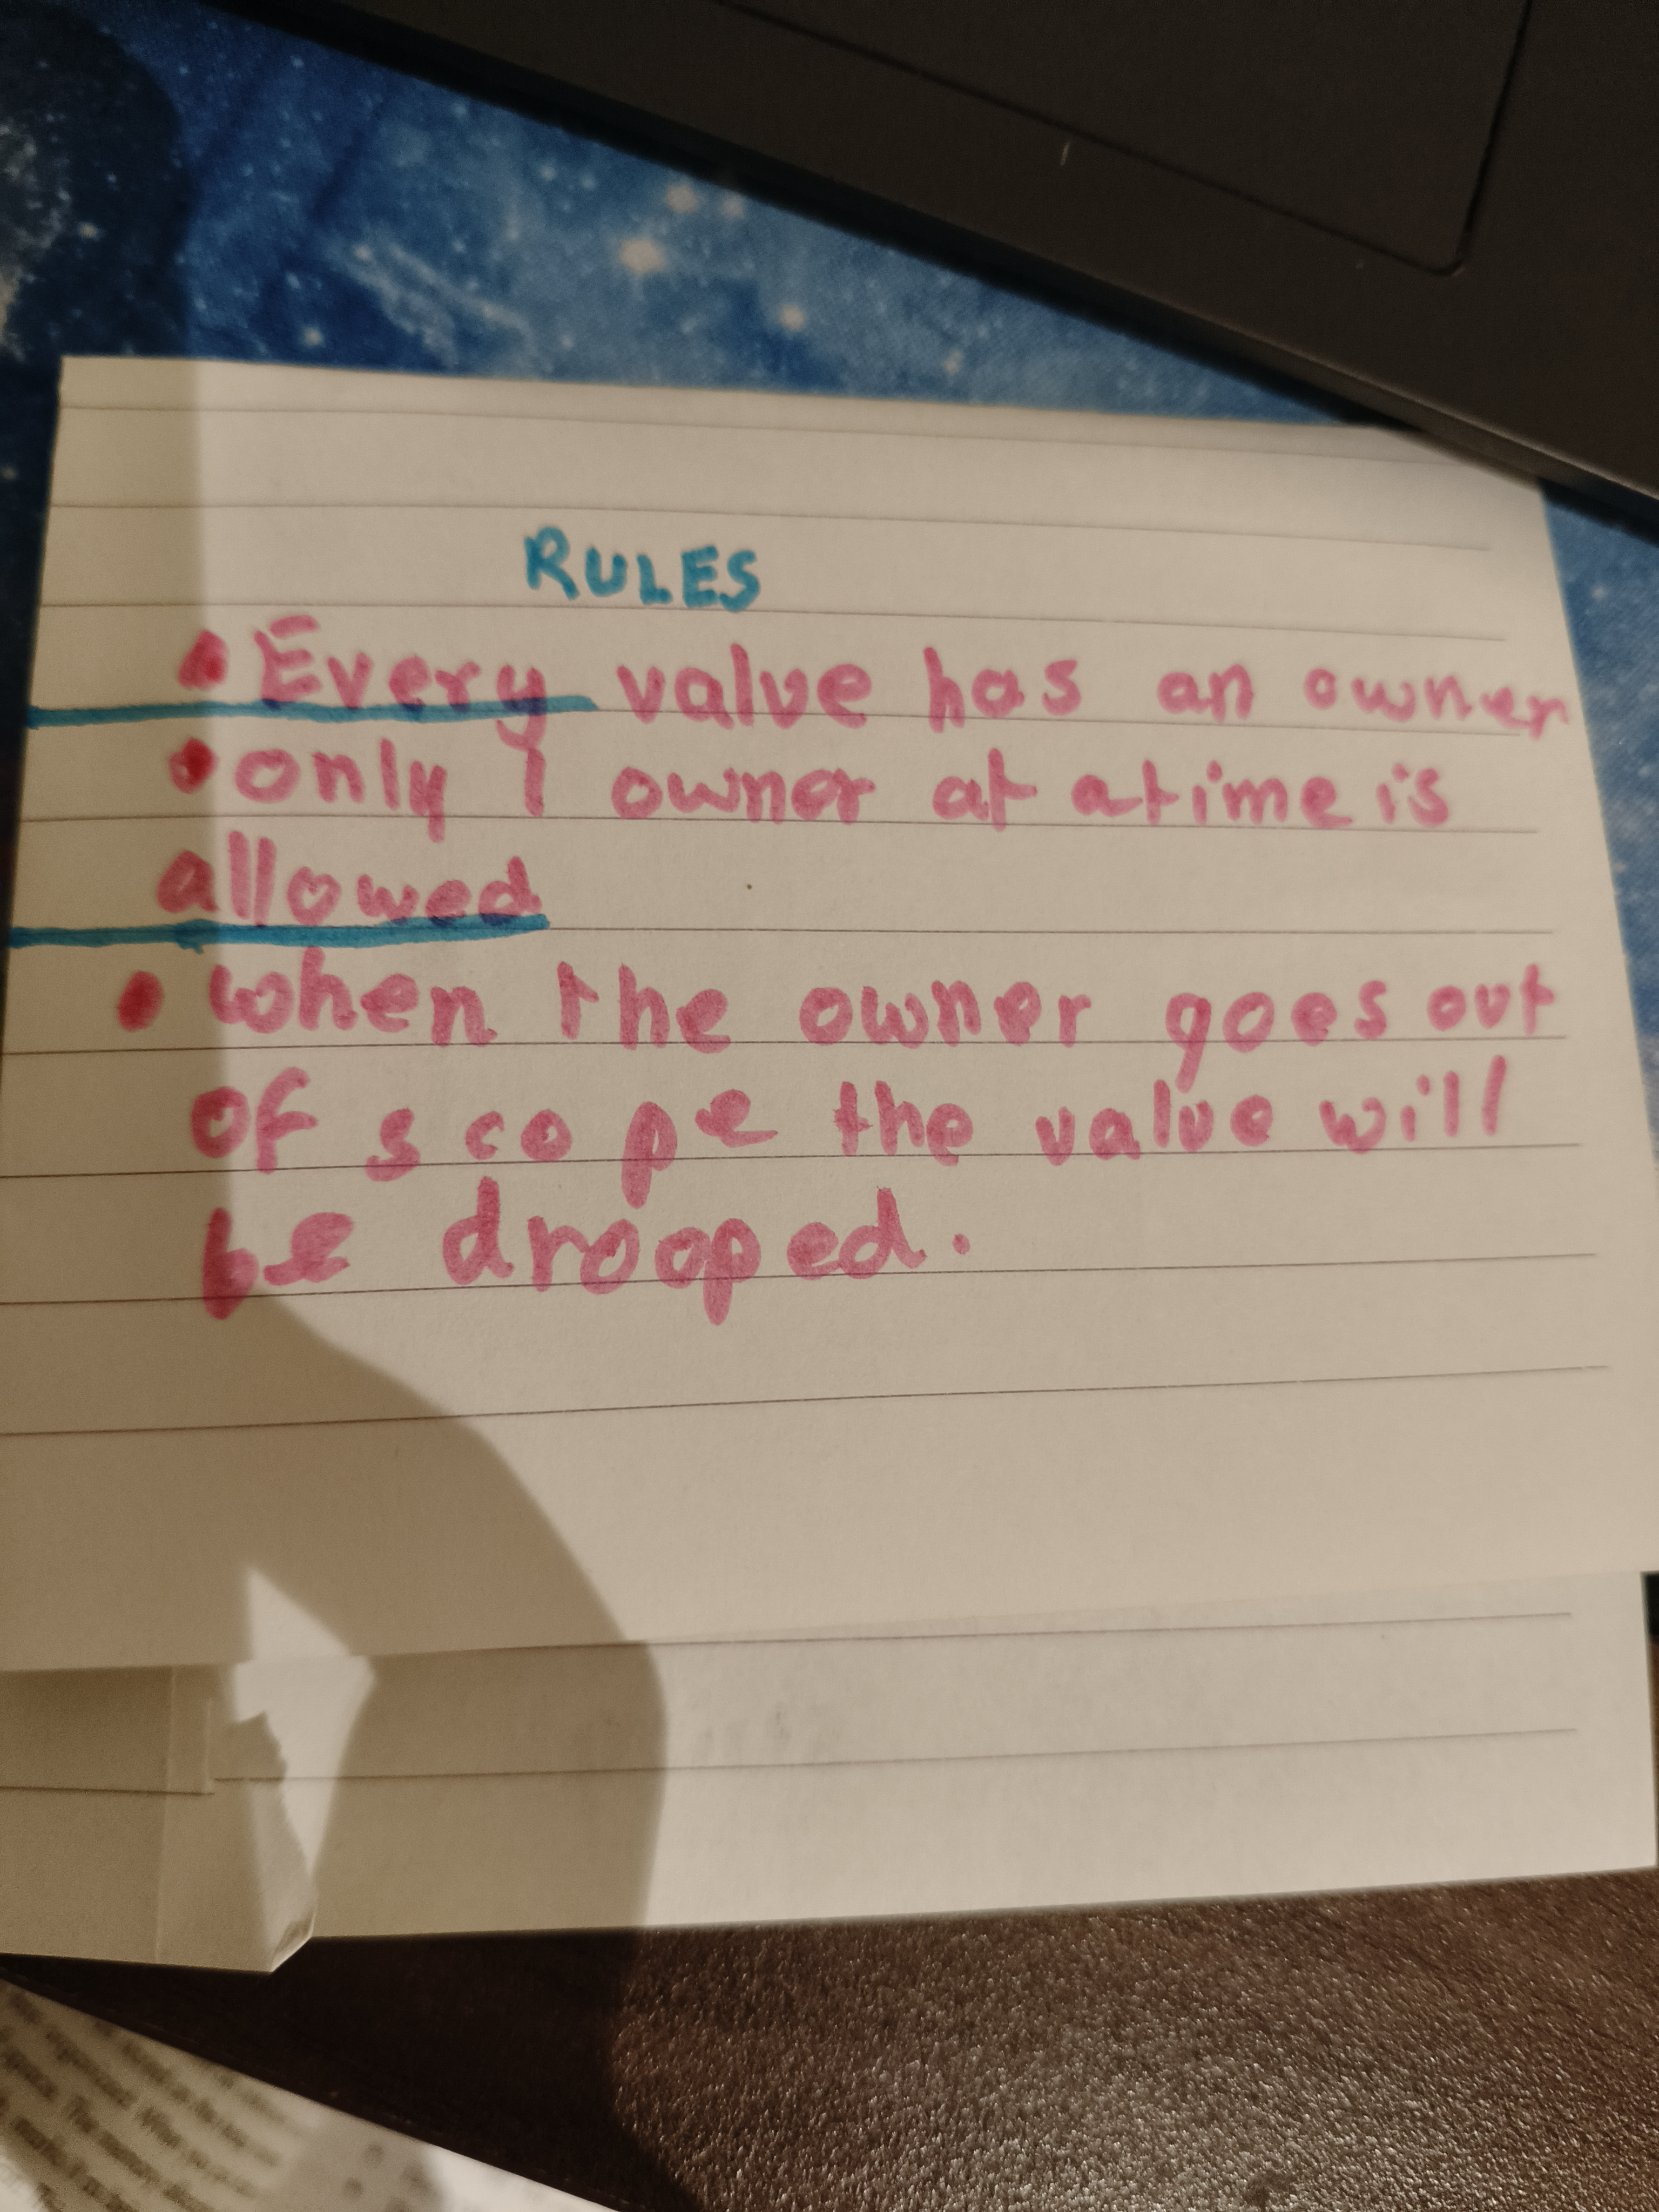 RULES
• Every value has an owner
• only 1 owner at a time is
allowed
• when the owner goes out
of scope the value will
be drooped.